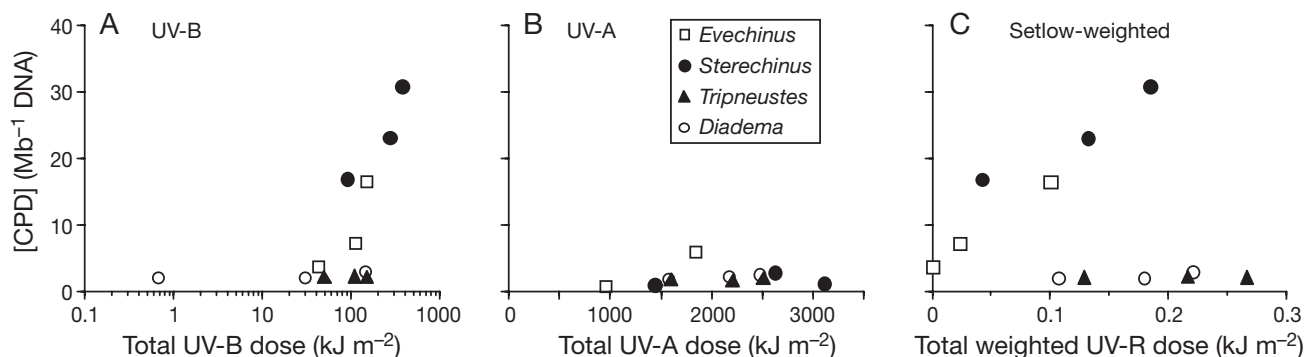 A UV-B
B UV-A
C Setlow-weighted
□ Evechinus
● Sterechinus
▲ Tripneustes
○ Diadema
[CPD] (Mb⁻¹ DNA)
40
30
20
10
0
0.1 1 10 100 1000
0 1000 2000 3000
0 0.1 0.2 0.3
Total UV-B dose (kJ m⁻²)
Total UV-A dose (kJ m⁻²)
Total weighted UV-R dose (kJ m⁻²)